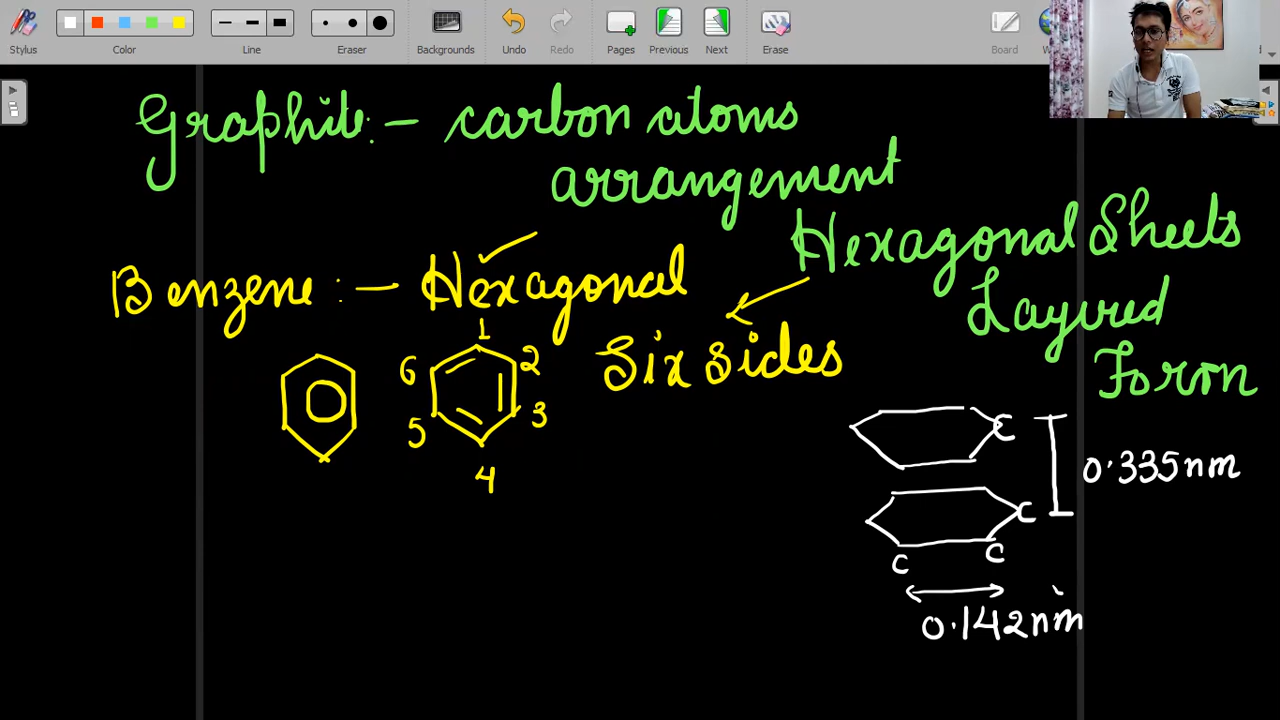 Stylus
Color
Line
Eraser
Backgrounds
Undo
Redo
Pages
Previous
Next
Erase
Board
Graphite:- carbon atoms
arrangement
Hexagonal Sheets
Layered
Form
Benzene:- Hexagonal
Six sides
1
2
3
4
5
6
C
C
C
C
0.335nm
0.142nm